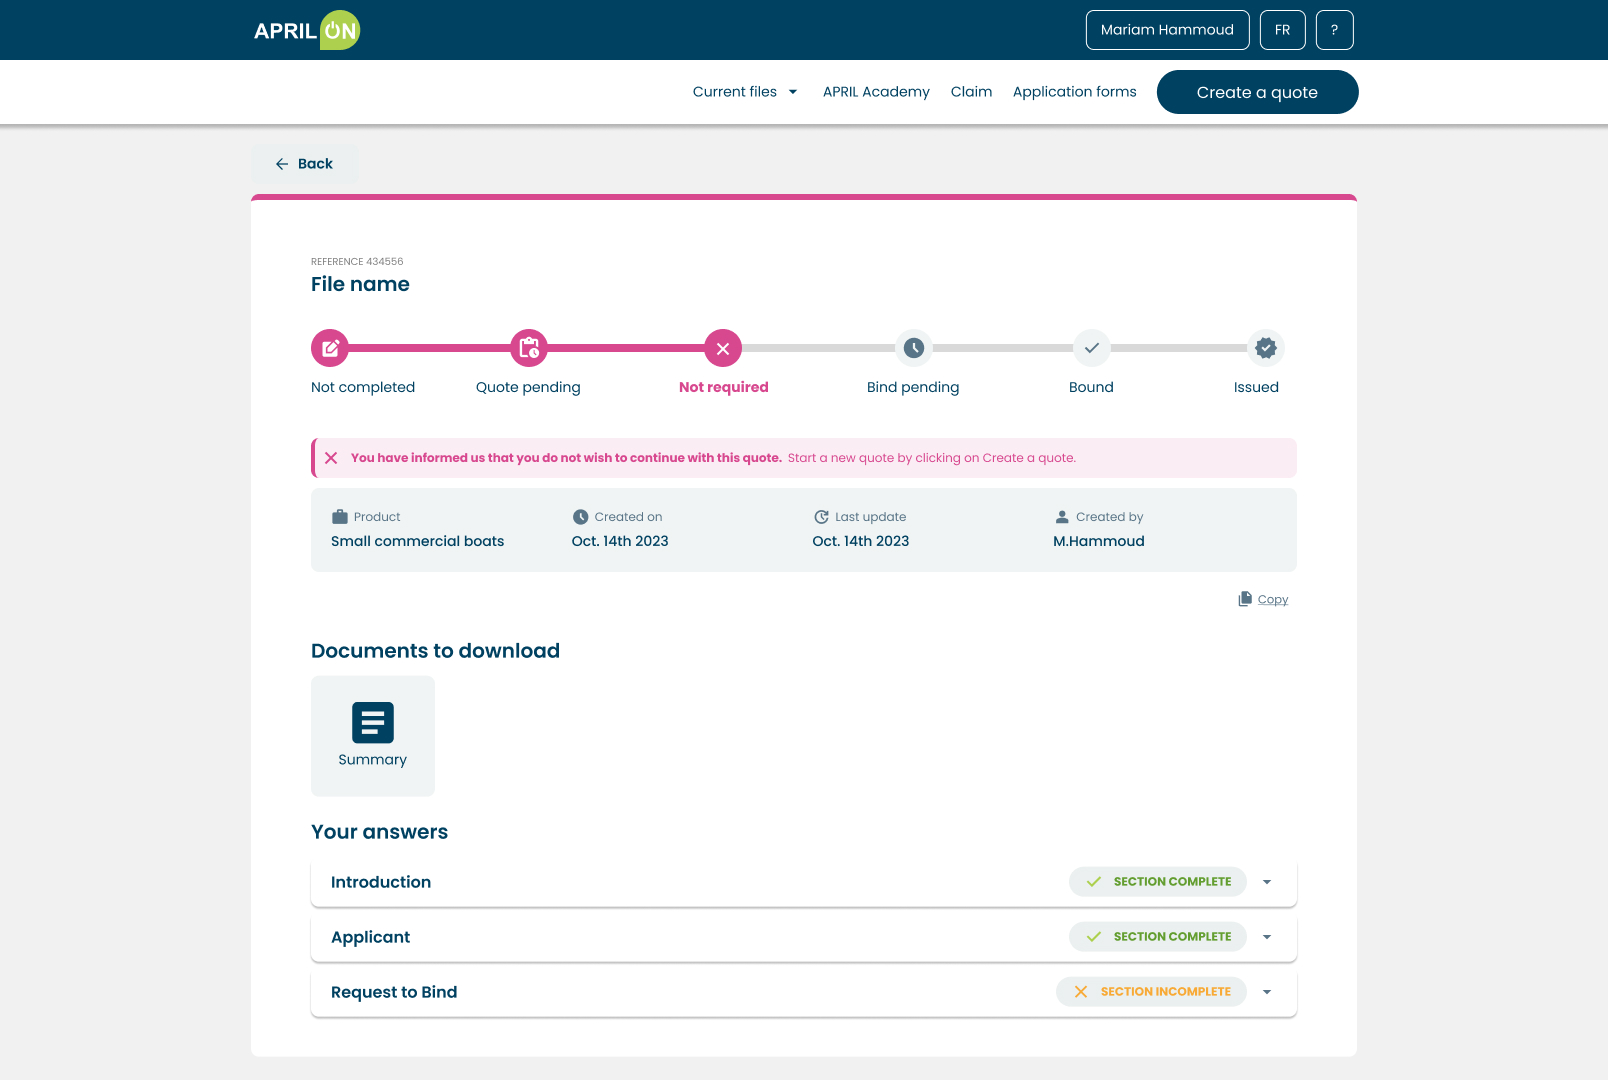 APRIL ON
Mariam Hammoud
FR
?
Current files
APRIL Academy
Claim
Application forms
Create a quote
Back
REFERENCE 434556
File name
Not completed
Quote pending
Not required
Bind pending
Bound
Issued
You have informed us that you do not wish to continue with this quote. Start a new quote by clicking on Create a quote.
Product
Small commercial boats
Created on
Oct. 14th 2023
Last update
Oct. 14th 2023
Created by
M.Hammoud
Copy
Documents to download
Summary
Your answers
Introduction
SECTION COMPLETE
Applicant
SECTION COMPLETE
Request to Bind
SECTION INCOMPLETE